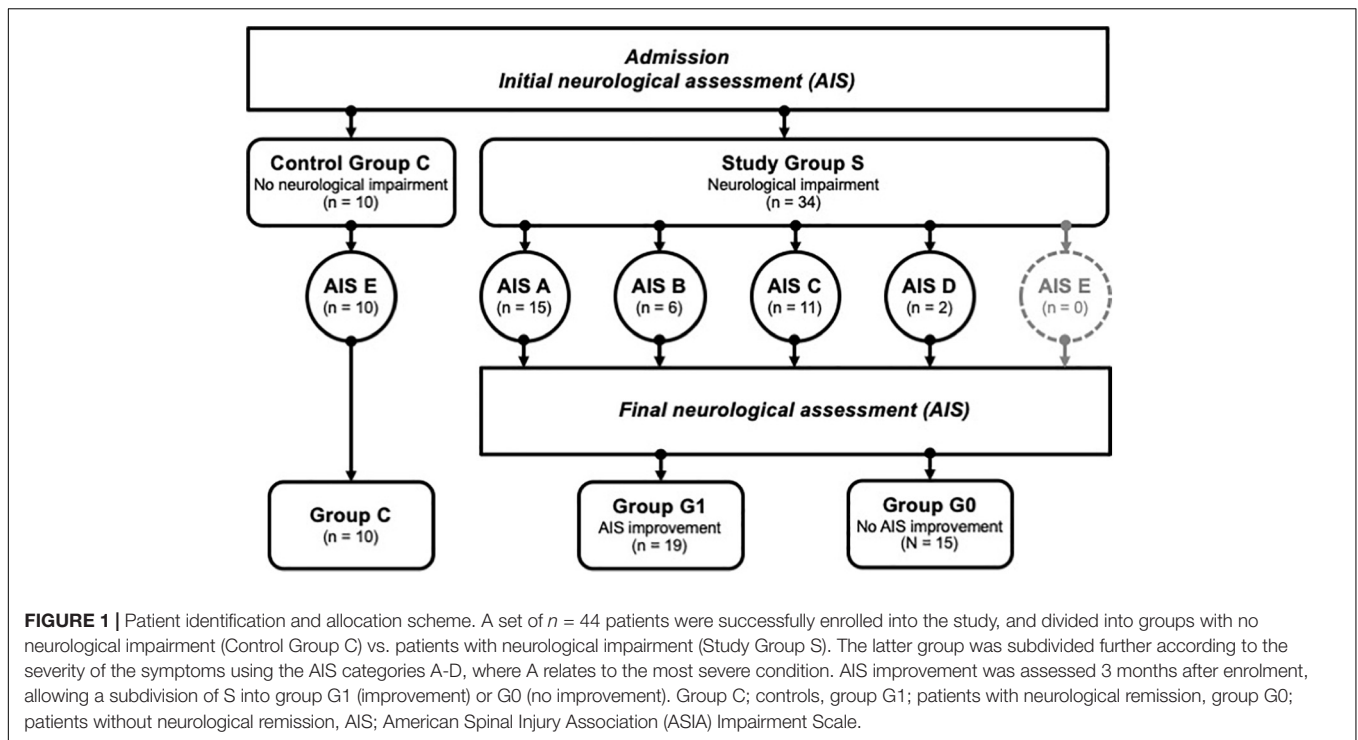 Admission
Initial neurological assessment (AIS)
Control Group C
No neurological impairment
(n = 10)
Study Group S
Neurological impairment
(n = 34)
AIS E
(n = 10)
AIS A
(n = 15)
AIS B
(n = 6)
AIS C
(n = 11)
AIS D
(n = 2)
AIS E
(n = 0)
Final neurological assessment (AIS)
Group C
(n = 10)
Group G1
AIS improvement
(n = 19)
Group G0
No AIS improvement
(N = 15)
FIGURE 1 | Patient identification and allocation scheme. A set of n = 44 patients were successfully enrolled into the study, and divided into groups with no
neurological impairment (Control Group C) vs. patients with neurological impairment (Study Group S). The latter group was subdivided further according to the
severity of the symptoms using the AIS categories A-D, where A relates to the most severe condition. AIS improvement was assessed 3 months after enrolment,
allowing a subdivision of S into group G1 (improvement) or G0 (no improvement). Group C; controls, group G1; patients with neurological remission, group G0;
patients without neurological remission, AIS; American Spinal Injury Association (ASIA) Impairment Scale.